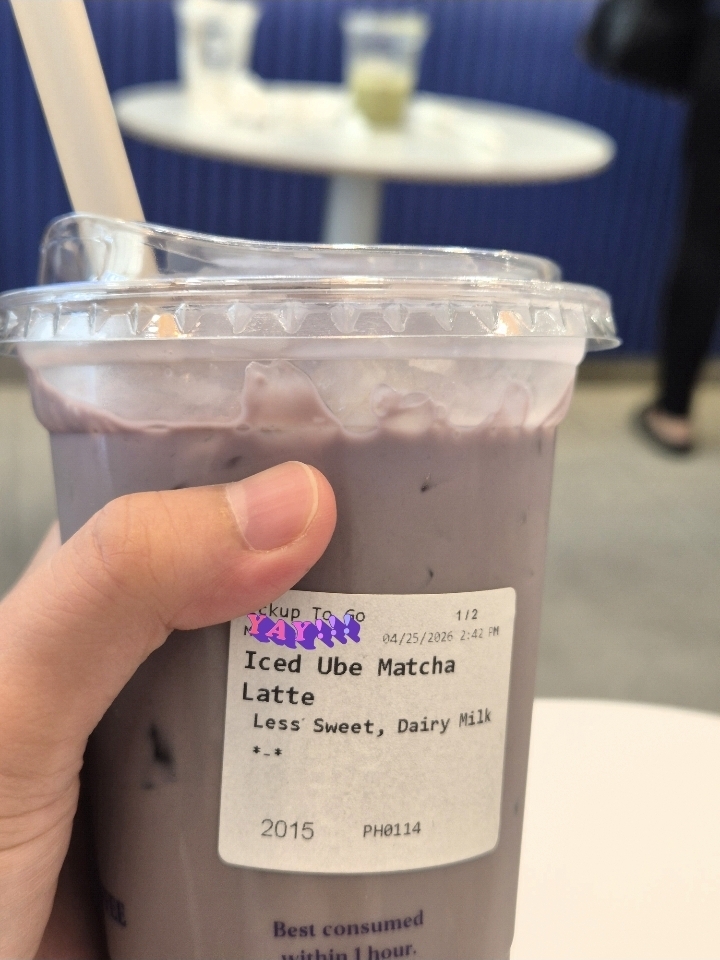 To Go 1/2
YAY!!! 04/25/2026 2:42 PM
Iced Ube Matcha
Latte
Less Sweet, Dairy Milk
*-*
2015 PH0114
Best consumed
within 1 hour.